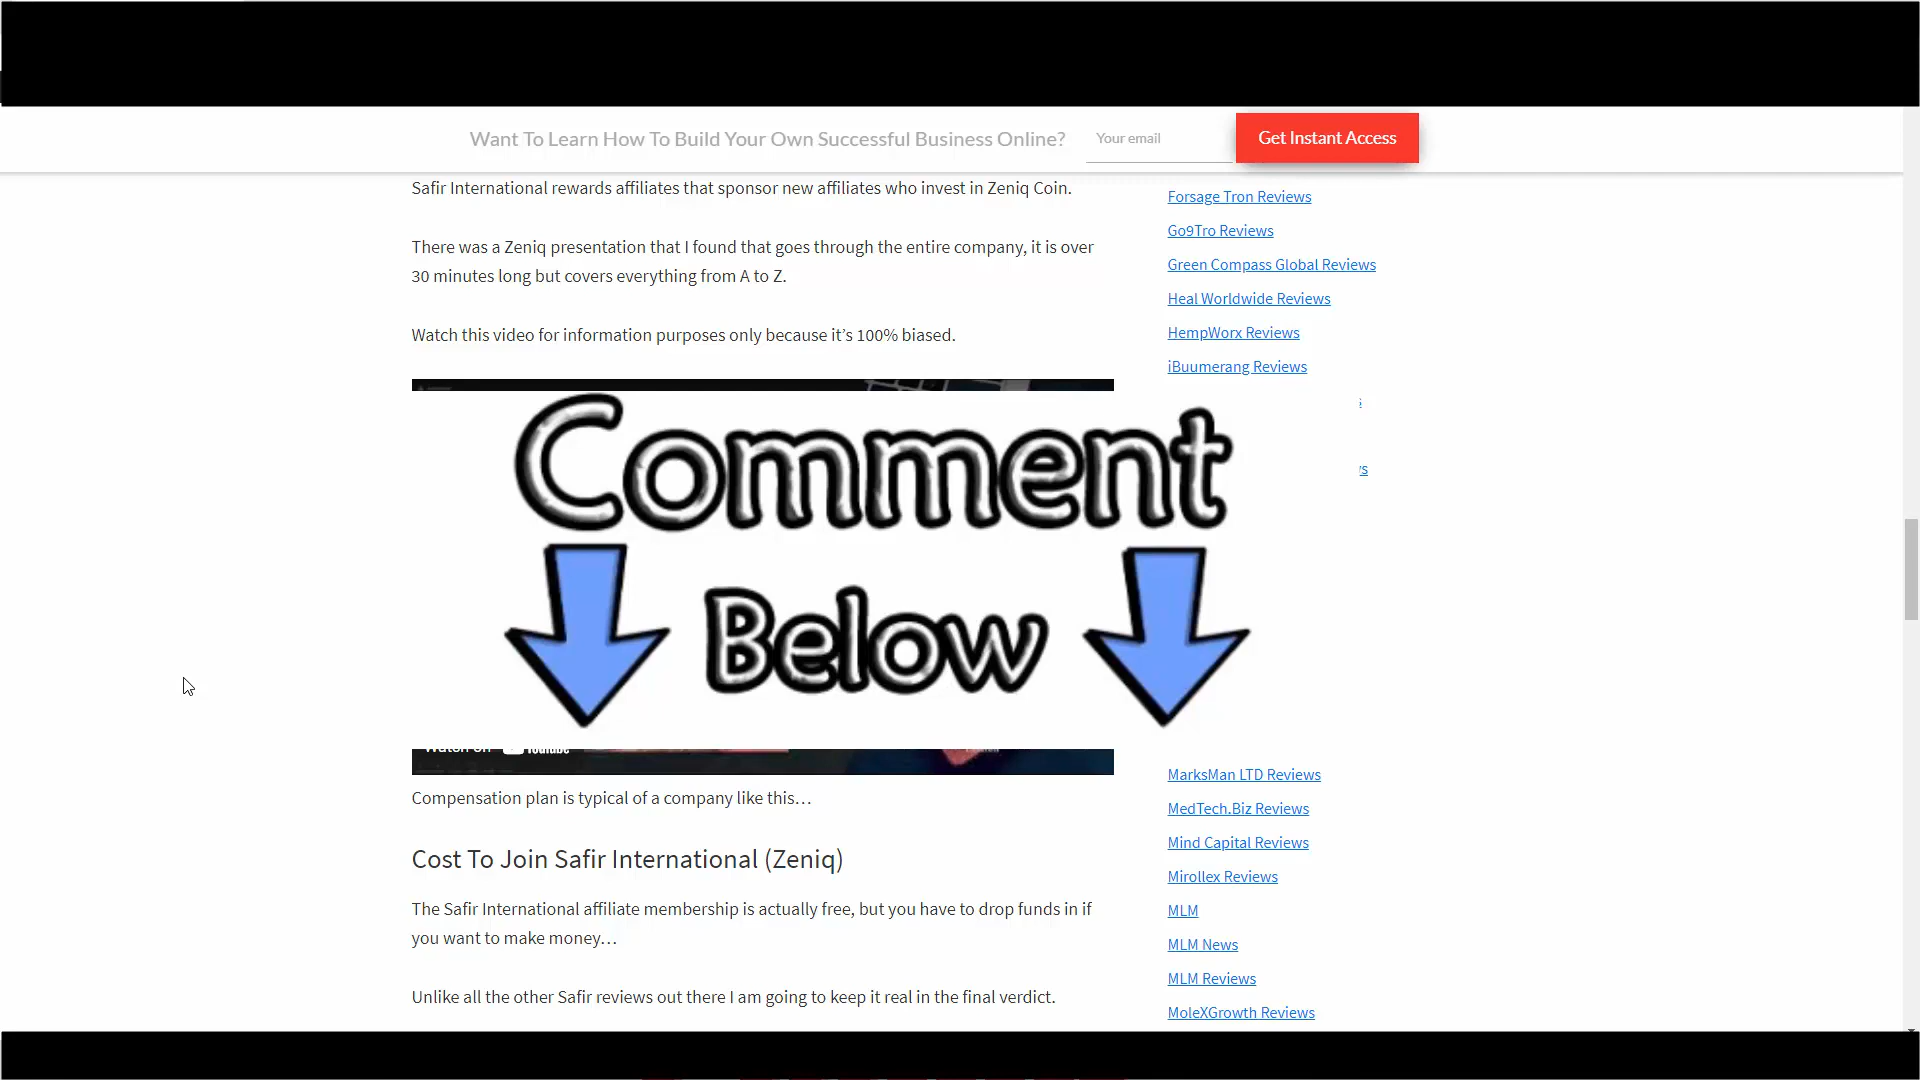 Want To Learn How To Build Your Own Successful Business Online?
Your email
Get Instant Access
Safir International rewards affiliates that sponsor new affiliates who invest in Zeniq Coin.
There was a Zeniq presentation that I found that goes through the entire company, it is over
30 minutes long but covers everything from A to Z.
Watch this video for information purposes only because it's 100% biased.
Comment
Below
Watch on YouTube
Compensation plan is typical of a company like this…
Cost To Join Safir International (Zeniq)
The Safir International affiliate membership is actually free, but you have to drop funds in if
you want to make money…
Unlike all the other Safir reviews out there I am going to keep it real in the final verdict.
Forsage Tron Reviews
Go9Tro Reviews
Green Compass Global Reviews
Heal Worldwide Reviews
HempWorx Reviews
iBuumerang Reviews
MarksMan LTD Reviews
MedTech.Biz Reviews
Mind Capital Reviews
Mirollex Reviews
MLM
MLM News
MLM Reviews
MoleXGrowth Reviews